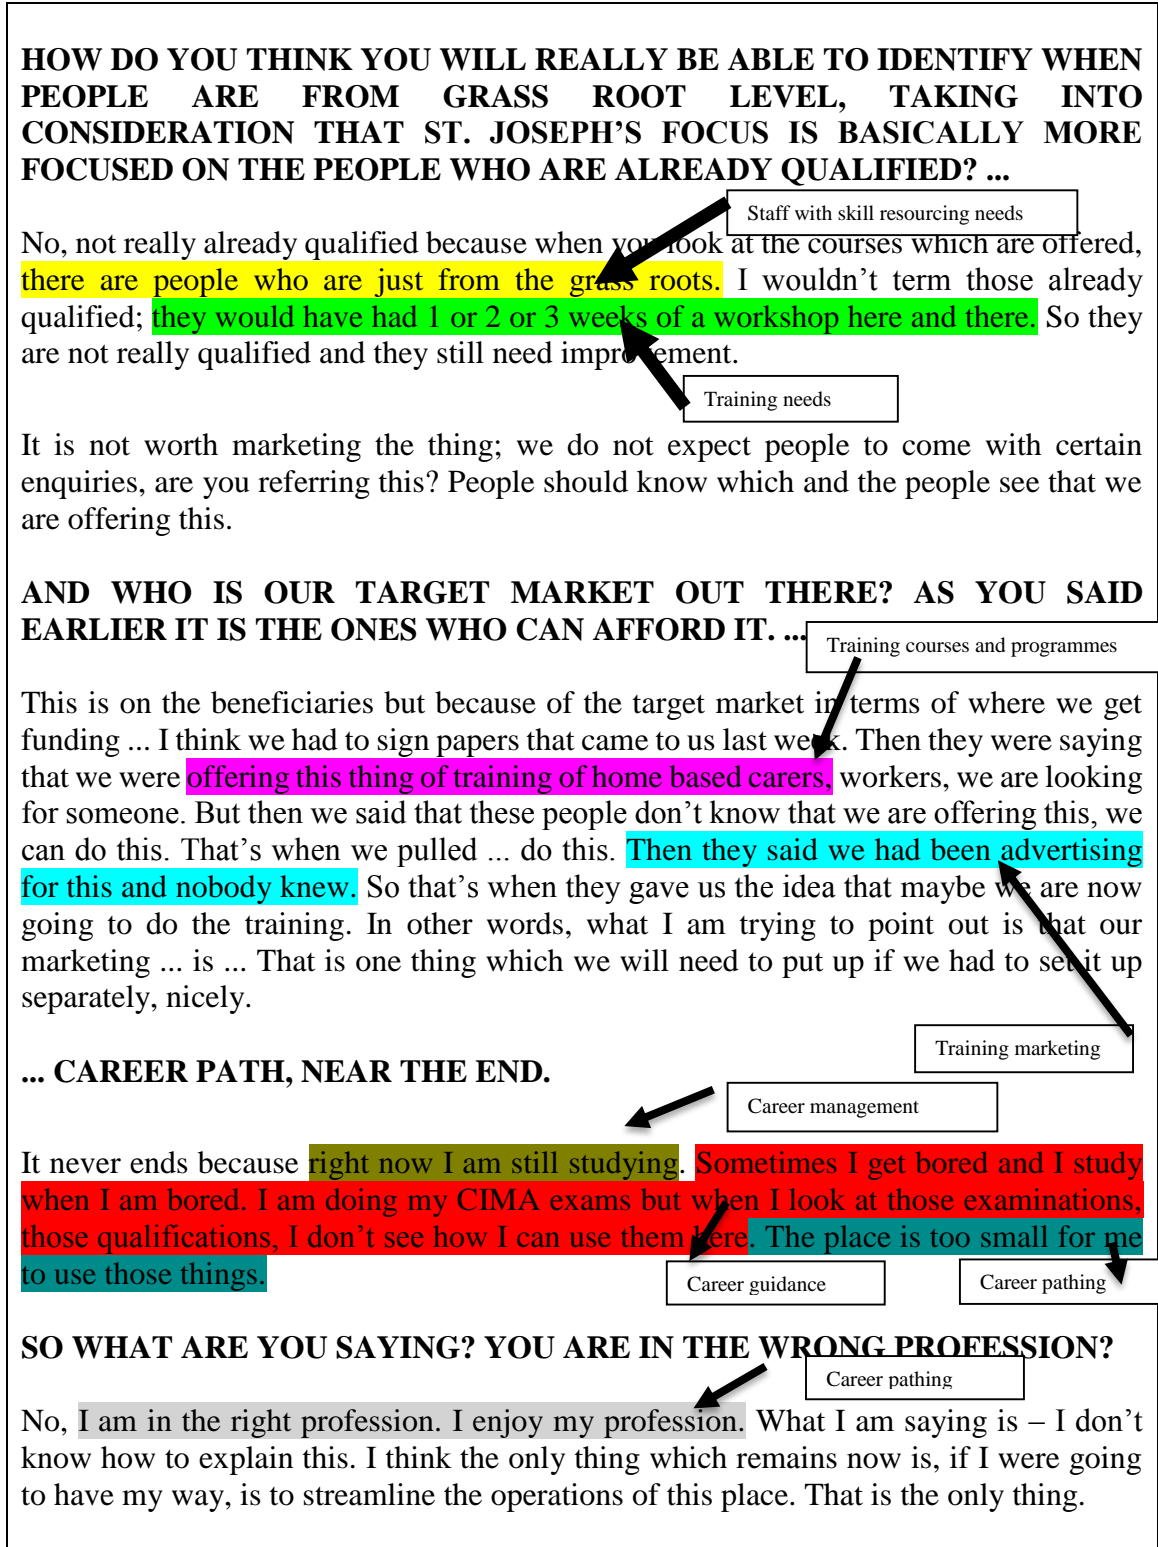 HOW DO YOU THINK YOU WILL REALLY BE ABLE TO IDENTIFY WHEN
PEOPLE ARE FROM GRASS ROOT LEVEL, TAKING INTO
CONSIDERATION THAT ST. JOSEPH'S FOCUS IS BASICALLY MORE
FOCUSED ON THE PEOPLE WHO ARE ALREADY QUALIFIED? ...
Staff with skill resourcing needs
No, not really already qualified because when you look at the courses which are offered,
there are people who are just from the grass roots. I wouldn't term those already
qualified; they would have had 1 or 2 or 3 weeks of a workshop here and there. So they
are not really qualified and they still need improvement.
Training needs
It is not worth marketing the thing; we do not expect people to come with certain
enquiries, are you referring this? People should know which and the people see that we
are offering this.
AND WHO IS OUR TARGET MARKET OUT THERE? AS YOU SAID
EARLIER IT IS THE ONES WHO CAN AFFORD IT. ...
Training courses and programmes
This is on the beneficiaries but because of the target market in terms of where we get
funding ... I think we had to sign papers that came to us last week. Then they were saying
that we were offering this thing of training of home based carers, workers, we are looking
for someone. But then we said that these people don't know that we are offering this, we
can do this. That's when we pulled ... do this. Then they said we had been advertising
for this and nobody knew. So that's when they gave us the idea that maybe we are now
going to do the training. In other words, what I am trying to point out is that our
marketing ... is ... That is one thing which we will need to put up if we had to set it up
separately, nicely.
Training marketing
... CAREER PATH, NEAR THE END.
Career management
It never ends because right now I am still studying. Sometimes I get bored and I study
when I am bored. I am doing my CIMA exams but when I look at those examinations,
those qualifications, I don't see how I can use them here. The place is too small for me
to use those things.
Career guidance
Career pathing
SO WHAT ARE YOU SAYING? YOU ARE IN THE WRONG PROFESSION?
Career pathing
No, I am in the right profession. I enjoy my profession. What I am saying is – I don't
know how to explain this. I think the only thing which remains now is, if I were going
to have my way, is to streamline the operations of this place. That is the only thing.